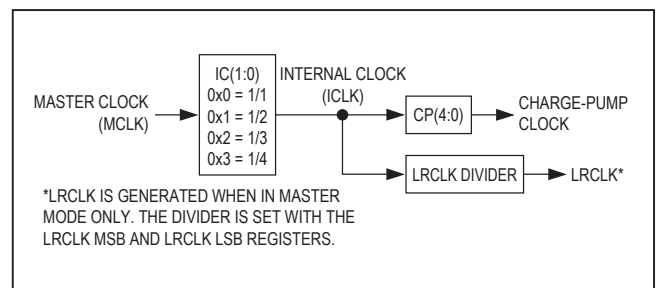 MASTER CLOCK
(MCLK)
IC(1:0)
0x0 = 1/1
0x1 = 1/2
0x2 = 1/3
0x3 = 1/4
INTERNAL CLOCK
(ICLK)
CP(4:0)
CHARGE-PUMP
CLOCK
LRCLK DIVIDER
LRCLK*
*LRCLK IS GENERATED WHEN IN MASTER
MODE ONLY. THE DIVIDER IS SET WITH THE
LRCLK MSB AND LRCLK LSB REGISTERS.